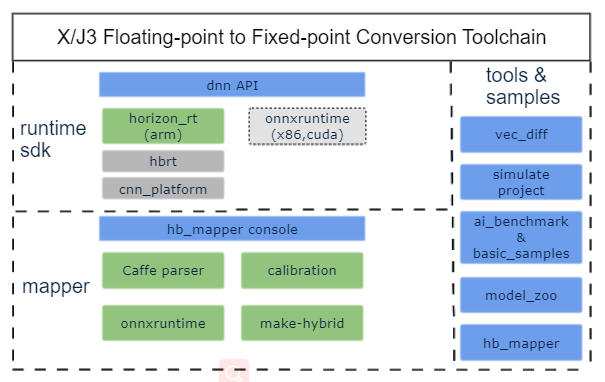 X/J3 Floating-point to Fixed-point Conversion Toolchain
runtime
sdk
dnn API
horizon_rt
(arm)
onnxruntime
(x86,cuda)
hbrt
cnn_platform
mapper
hb_mapper console
Caffe parser
calibration
onnxruntime
make-hybrid
tools &
samples
vec_diff
simulate
project
ai_benchmark
&
basic_samples
model_zoo
hb_mapper